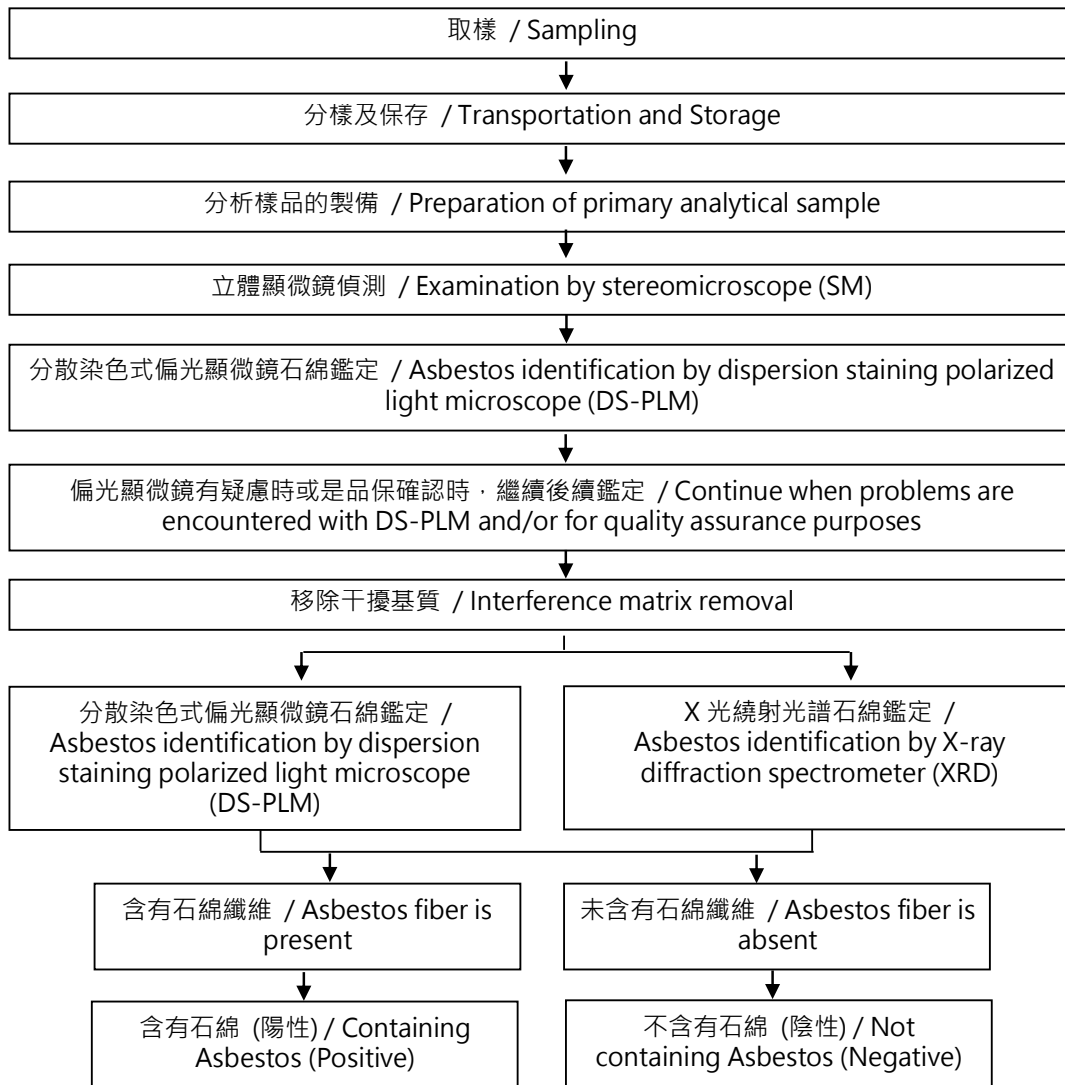 取樣 / Sampling
分樣及保存 / Transportation and Storage
分析樣品的製備 / Preparation of primary analytical sample
立體顯微鏡偵測 / Examination by stereomicroscope (SM)
分散染色式偏光顯微鏡石綿鑑定 / Asbestos identification by dispersion staining polarized
light microscope (DS-PLM)
偏光顯微鏡有疑慮時或是品保確認時，繼續後續鑑定 / Continue when problems are
encountered with DS-PLM and/or for quality assurance purposes
移除干擾基質 / Interference matrix removal
分散染色式偏光顯微鏡石綿鑑定 /
Asbestos identification by dispersion
staining polarized light microscope
(DS-PLM)
X 光繞射光譜石綿鑑定 /
Asbestos identification by X-ray
diffraction spectrometer (XRD)
含有石綿纖維 / Asbestos fiber is
present
未含有石綿纖維 / Asbestos fiber is
absent
含有石綿 (陽性) / Containing
Asbestos (Positive)
不含有石綿 (陰性) / Not
containing Asbestos (Negative)